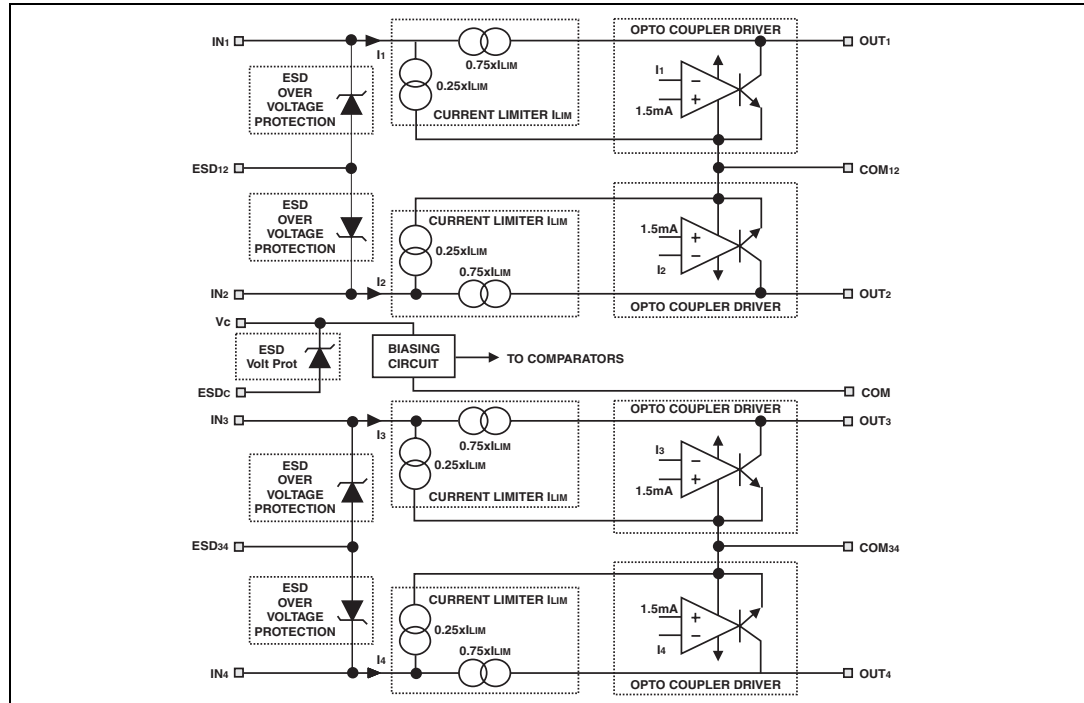 IN1
I1
0.75xILIM
0.25xILIM
CURRENT LIMITER ILIM
OPTO COUPLER DRIVER
I1
1.5mA
OUT1
ESD
OVER
VOLTAGE
PROTECTION
ESD12
COM12
ESD
OVER
VOLTAGE
PROTECTION
CURRENT LIMITER ILIM
0.25xILIM
0.75xILIM
1.5mA
I2
IN2
I2
OPTO COUPLER DRIVER
OUT2
Vc
ESD
Volt Prot
BIASING
CIRCUIT
TO COMPARATORS
ESDc
COM
IN3
I3
0.75xILIM
0.25xILIM
CURRENT LIMITER ILIM
OPTO COUPLER DRIVER
I3
1.5mA
OUT3
ESD
OVER
VOLTAGE
PROTECTION
ESD34
COM34
ESD
OVER
VOLTAGE
PROTECTION
CURRENT LIMITER ILIM
0.25xILIM
0.75xILIM
1.5mA
I4
IN4
I4
OPTO COUPLER DRIVER
OUT4